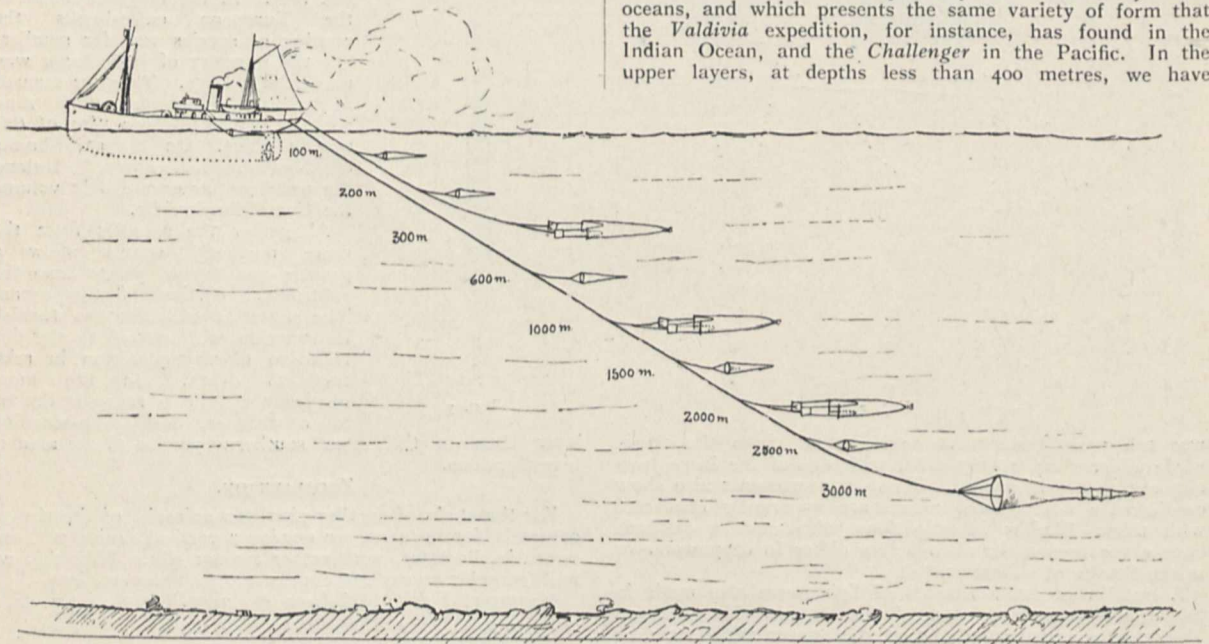 oceans, and which presents the same variety of form that
the Valdivia expedition, for instance, has found in the
Indian Ocean, and the Challenger in the Pacific. In the
upper layers, at depths less than 400 metres, we have
100 m.
200 m
300 m
600 m.
1000 m.
1500 m.
2000 m
2500 m
3000 m